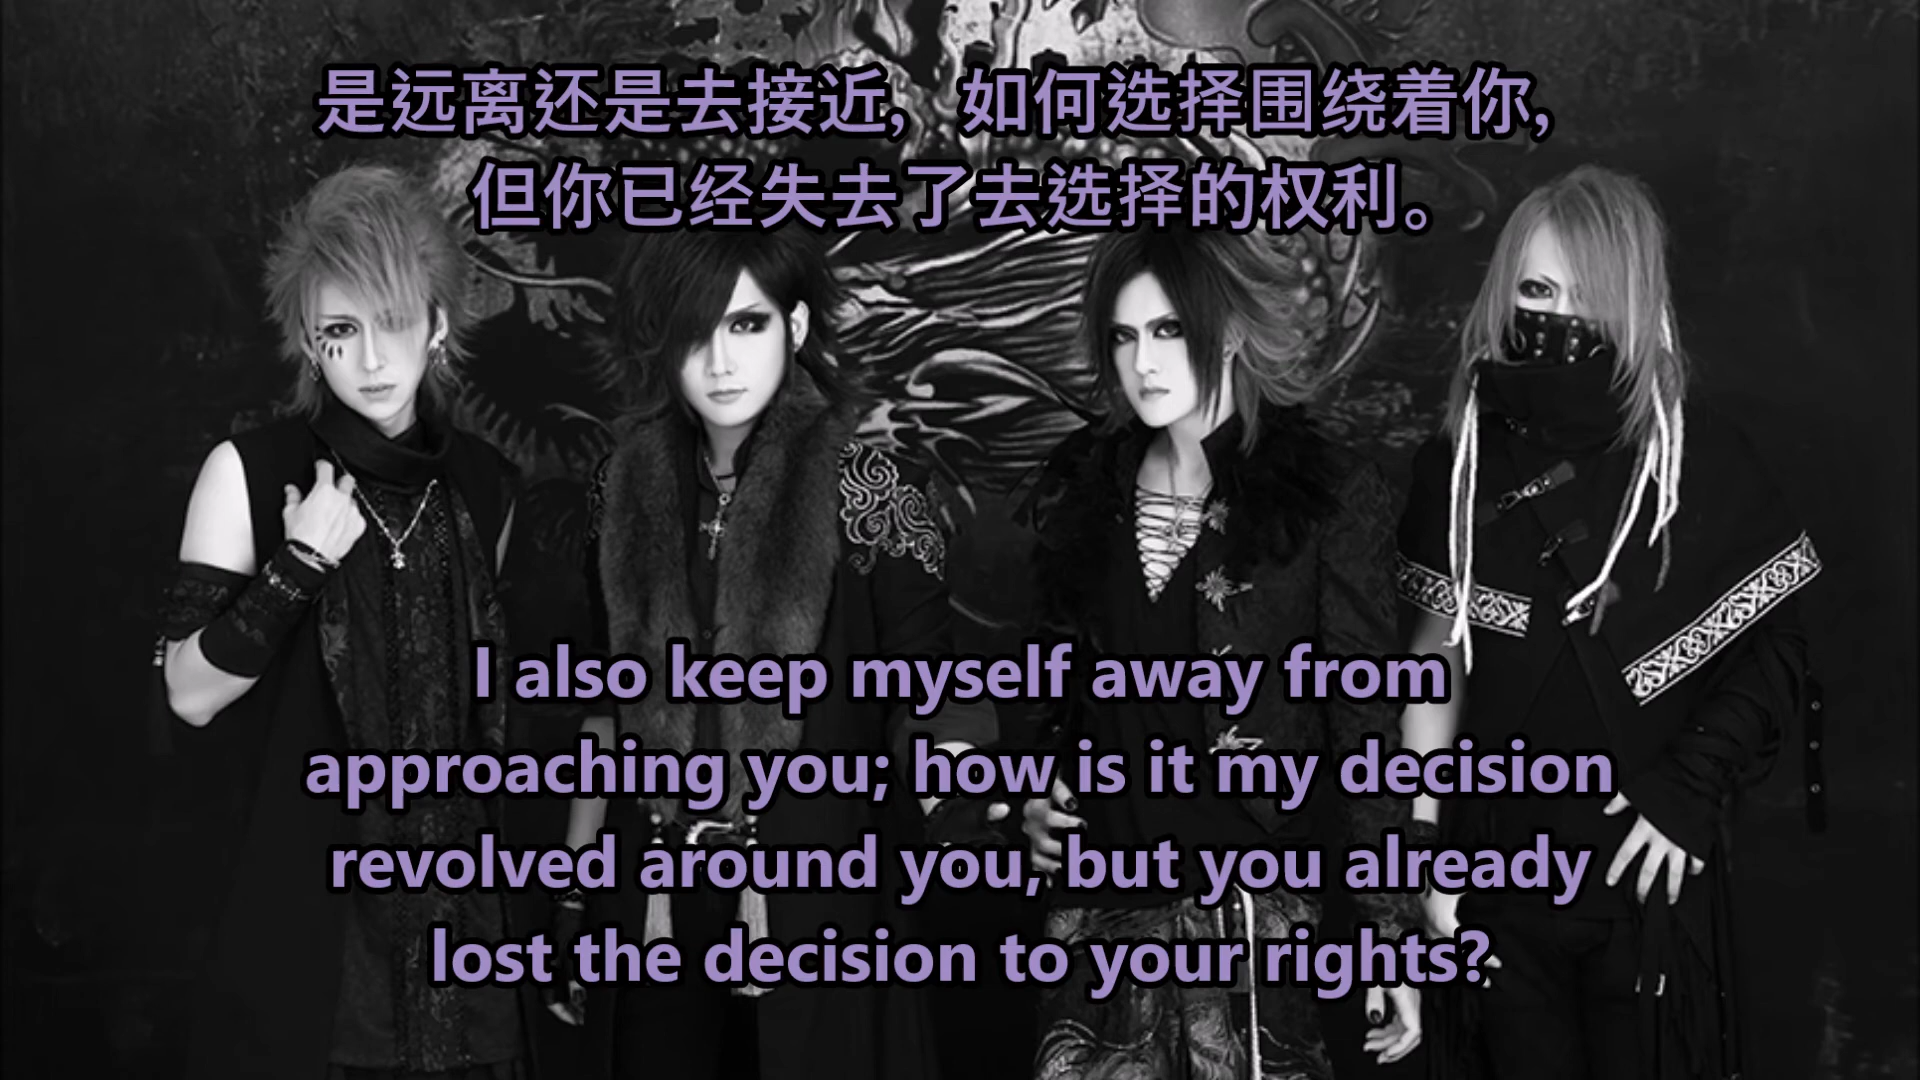 是远离还是去接近, 如何选择围绕着你,
但你已经失去了去选择的权利。
I also keep myself away from
approaching you; how is it my decision
revolved around you, but you already
lost the decision to your rights?